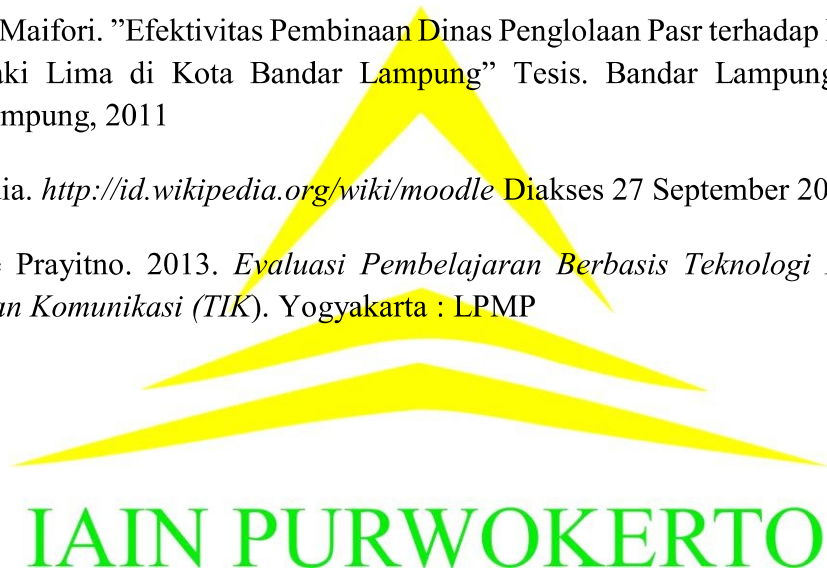 Maifori. ”Efektivitas Pembinaan Dinas Penglolaan Pasr terhadap
aki Lima di Kota Bandar Lampung” Tesis. Bandar Lampung
mpung, 2011
ia. http://id.wikipedia.org/wiki/moodle Diakses 27 September 20
Prayitno. 2013. Evaluasi Pembelajaran Berbasis Teknologi
an Komunikasi (TIK). Yogyakarta : LPMP
IAIN PURWOKERTO